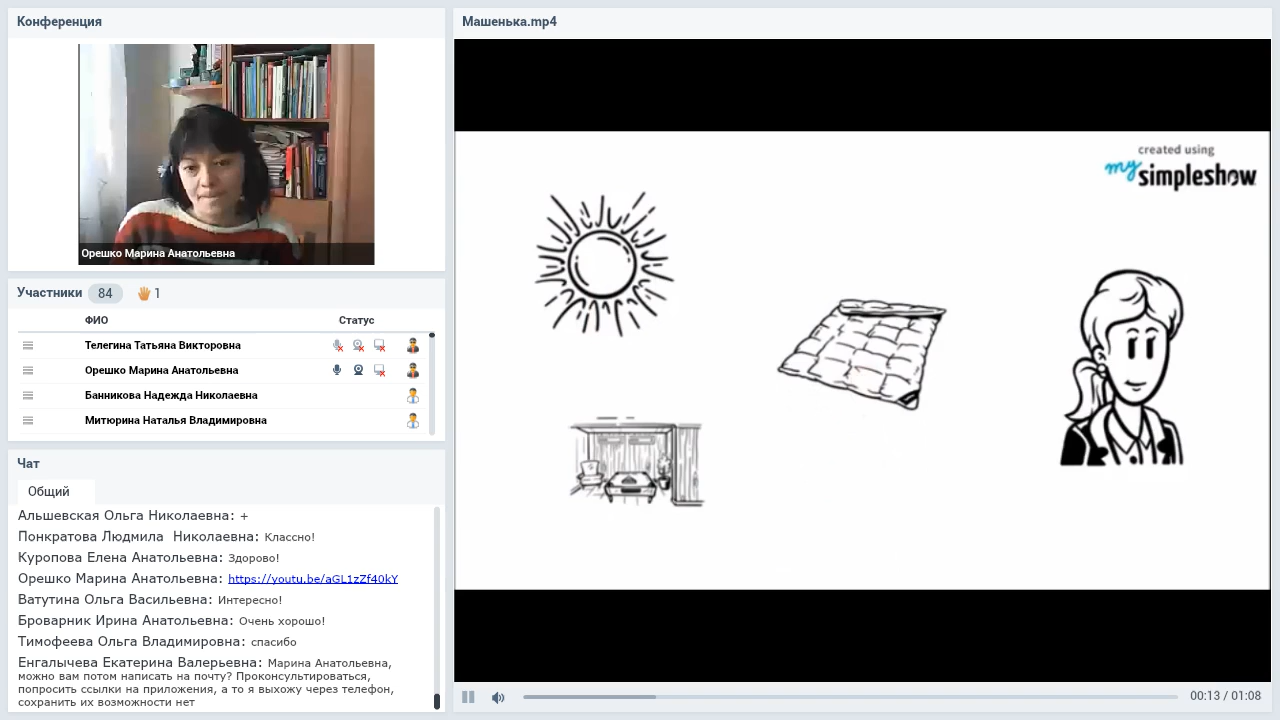 Конференция
Орешко Марина Анатольевна
Участники 84 1
ФИО Статус
Телегина Татьяна Викторовна
Орешко Марина Анатольевна
Банникова Надежда Николаевна
Митюрина Наталья Владимировна
Чат
Общий
Альшевская Ольга Николаевна: +
Понкратова Людмила Николаевна: Классно!
Куропова Елена Анатольевна: Здорово!
Орешко Марина Анатольевна: https://youtu.be/aGL1zZf40kY
Ватутина Ольга Васильевна: Интересно!
Броварник Ирина Анатольевна: Очень хорошо!
Тимофеева Ольга Владимировна: спасибо
Енгалычева Екатерина Валерьевна: Марина Анатольевна,
можно вам потом написать на почту? Проконсультироваться,
попросить ссылки на приложения, а то я выхожу через телефон,
сохранить их возможности нет
Машенька.mp4
created using
my simpleshow
00:13 / 01:08